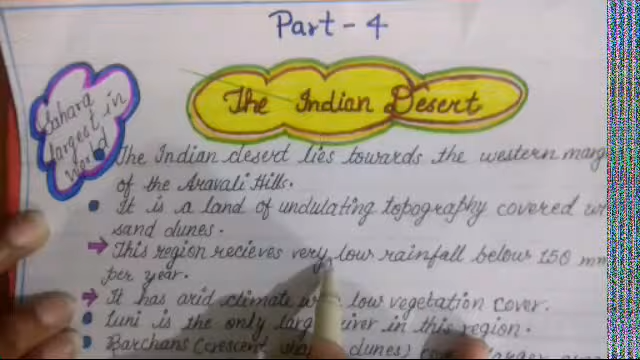 Part - 4
Sahara
largest in
world
The Indian Desert
The Indian desert lies towards the western marg
of the Aravali Hills.
It is a land of undulating topography covered
sand dunes.
This region recieves very low rainfall below 150 mm
per year.
It has arid climate low vegetation cover.
Luni is the only river in this region.
Barchans (crescent dunes)